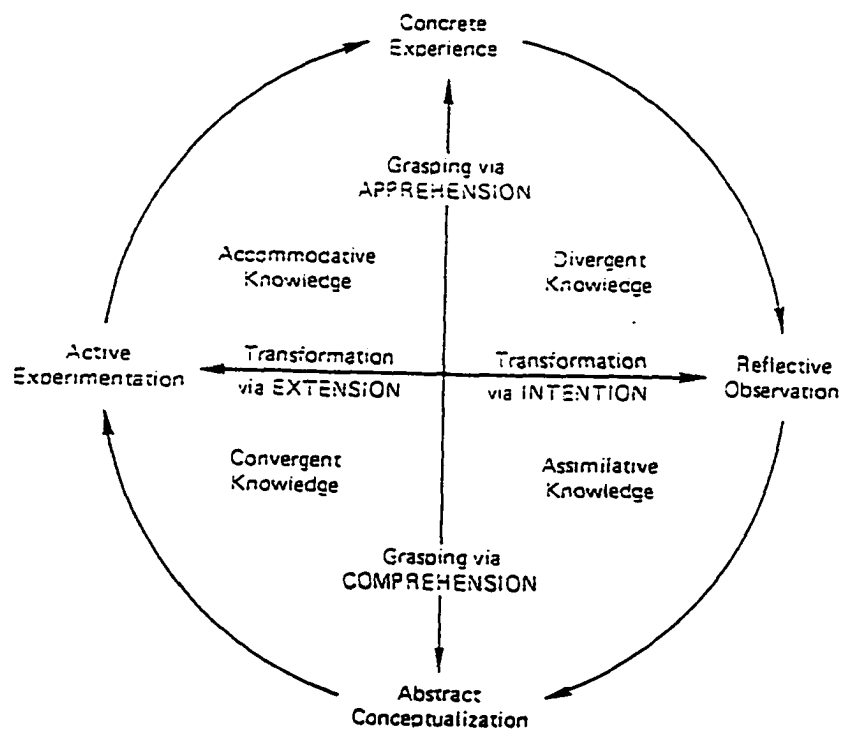 Concrete
Experience
Grasping via
APPREHENSION
Accommodative
Knowledge
Divergent
Knowledge
Active
Experimentation
Transformation
via EXTENSION
Transformation
via INTENTION
Reflective
Observation
Convergent
Knowledge
Assimilative
Knowledge
Grasping via
COMPREHENSION
Abstract
Conceptualization